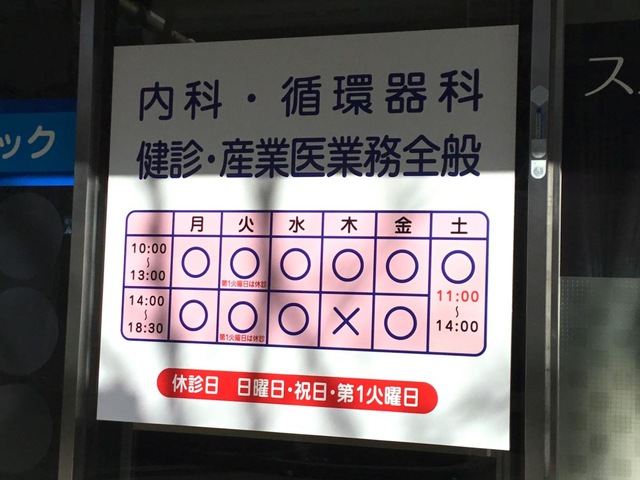 内科・循環器科
健診・産業医業務全般
ック
ス
月 火 水 木 金 土
10:00 〜 13:00 ○ ○ ○ ○ ○ ○
第1火曜日は休診
11:00 〜 14:00
14:00 〜 18:30 ○ ○ ○ × ○
第1火曜日は休診
休診日 日曜日・祝日・第1火曜日